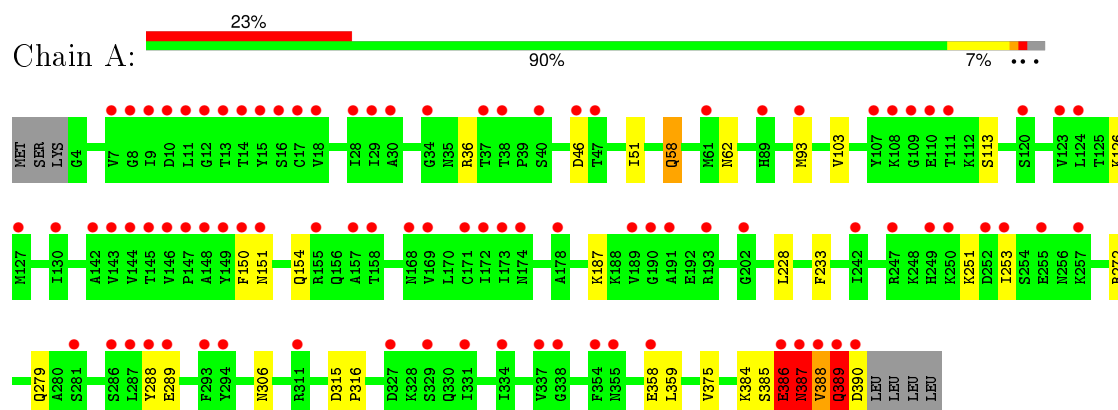 23%
Chain A:
90% 7% •• •
MET SER LYS G4 V7 G8 I9 D10 L11 G12 T13 T14 Y15 S16 C17 V18 I28 I29 A30 G34 N35 R36 T37 T38 P39 S40 D46 T47 I51 Q58 M61 N62 H89 M93 V103 Y107 K108 G109 E110 F111 K112 S113 S120 V123 L124 T125 K126
M127 I130 A142 V143 V144 T145 V146 P147 A148 Y149 F150 N151 Q154 R155 Q156 A157 T158 N168 V169 L170 C171 I172 I173 N174 A178 K187 K188 V189 G190 A191 E192 R193 G202 L228 F233 I242 R247 K248 H249 K250 K251 D252 I253 S254 E255 N256 K257 R272
Q279 A280 S281 S286 L287 Y288 E289 F293 Y294 N306 R311 D315 P316 D327 K328 S329 Q330 I331 I334 V337 G338 F354 N355 E358 L359 V375 K384 S385 E386 N387 V388 Q389 D390 LEU LEU LEU LEU